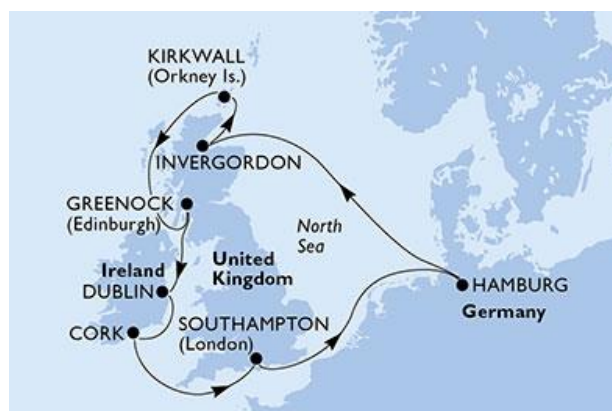 KIRKWALL
(Orkney Is.)
INVERGORDON
GREENOCK
(Edinburgh)
North
Sea
United
Kingdom
Ireland
DUBLIN
HAMBURG
Germany
CORK
SOUTHAMPTON
(London)